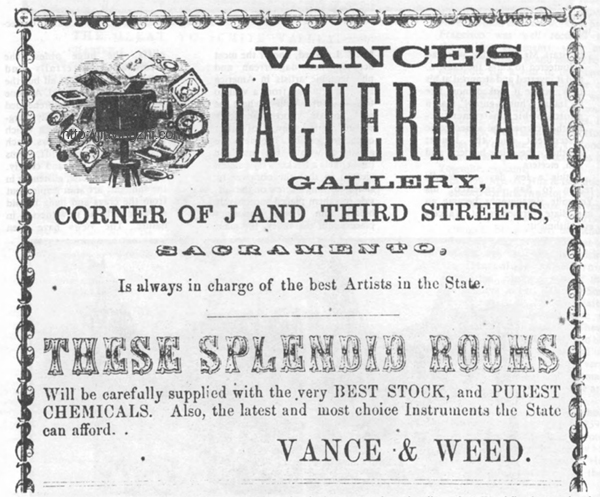 VANCE'S
DAGUERRIAN
GALLERY,
CORNER OF J AND THIRD STREETS,
SACRAMENTO,
Is always in charge of the best Artists in the State.
THESE SPLENDID ROOMS
Will be carefully supplied with the very BEST STOCK, and PUREST
CHEMICALS. Also, the latest and most choice Instruments the State
can afford.
VANCE & WEED.